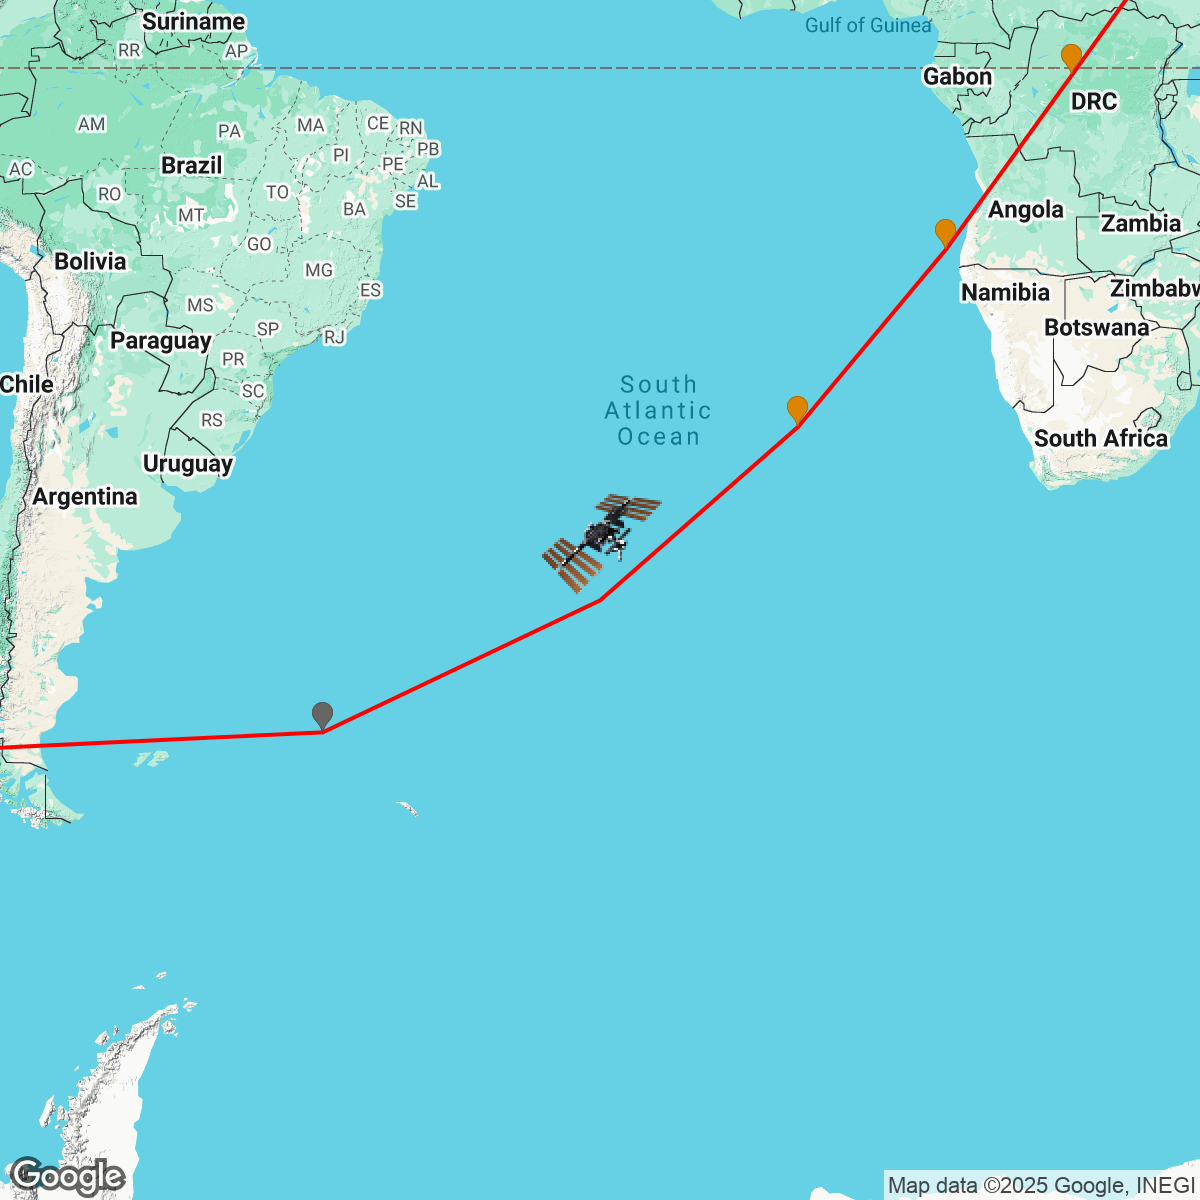 Suriname
Gulf of Guinea
RR
AP
Gabon
DRC
AM
PA
MA
CE
RN
PI
PB
PE
Brazil
AC
AL
RO
TO
SE
MT
BA
Angola
Zambia
GO
Bolivia
MG
ES
Namibia
Zimbabw
MS
SP
RJ
Botswana
Paraguay
PR
Chile
SC
South
Atlantic
Ocean
RS
South Africa
Uruguay
Argentina
Google
Map data ©2025 Google, INEGI